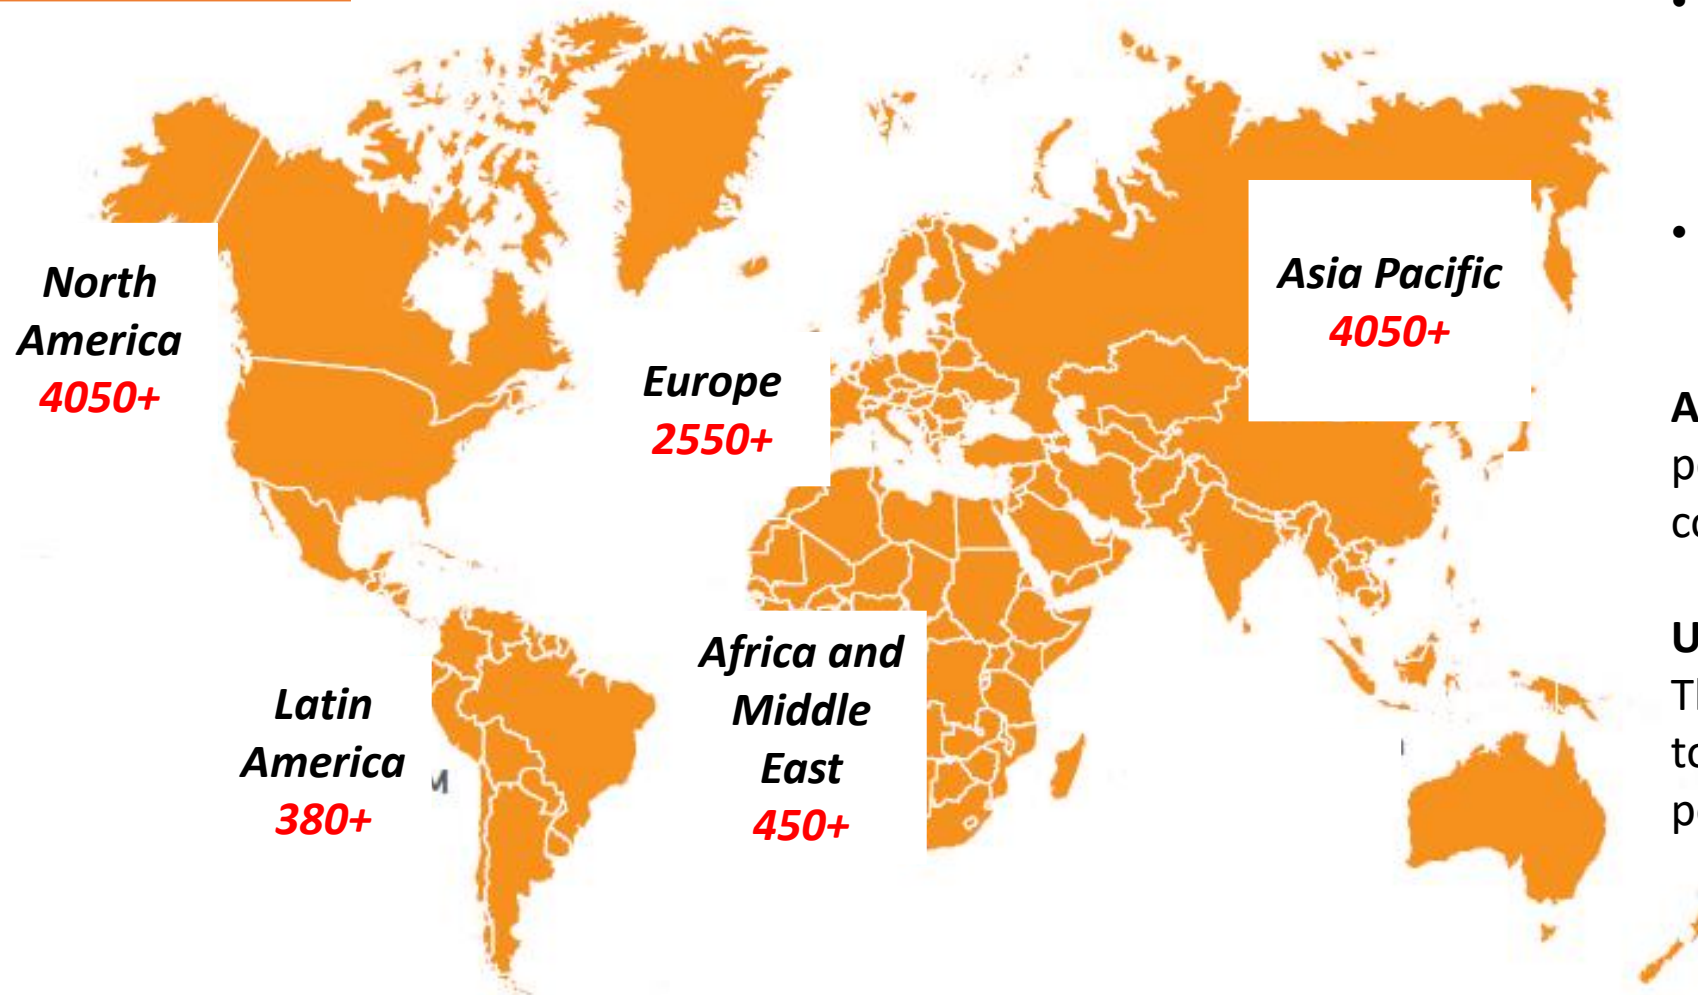 North
America
4050+
Europe
2550+
Asia Pacific
4050+
Latin
America
380+
M
Africa and
Middle
East
450+